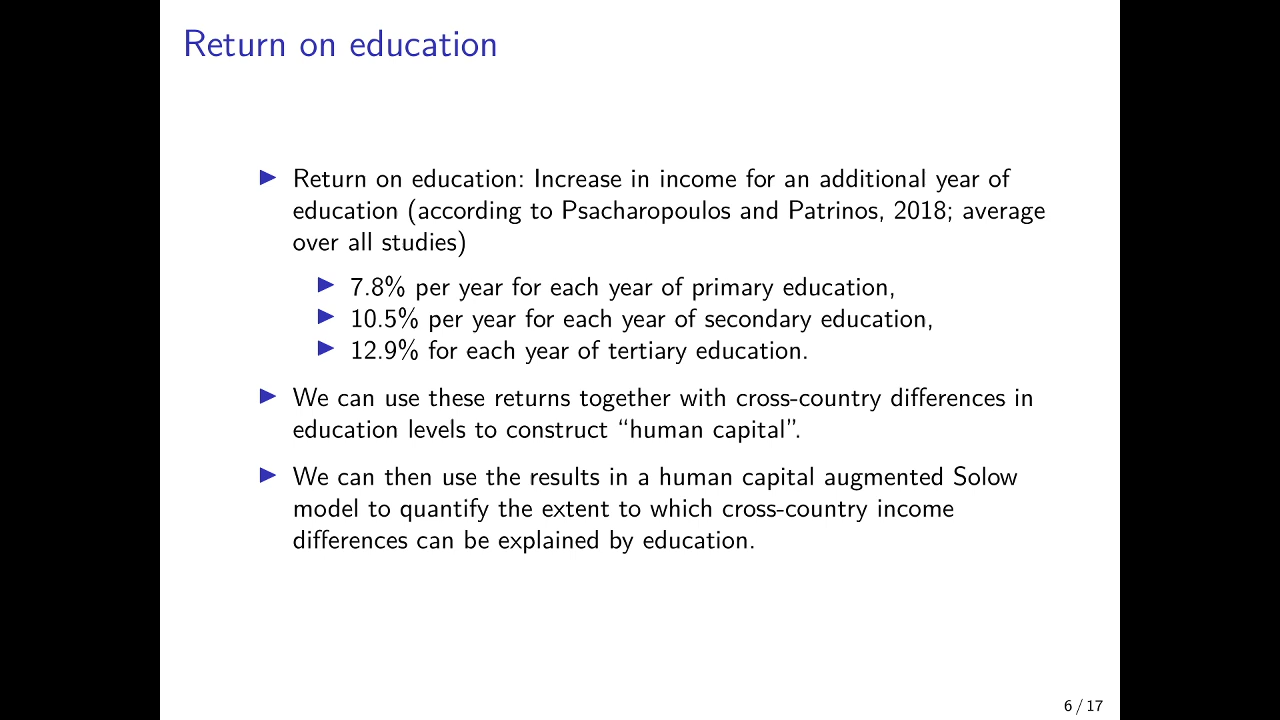 Return on education
▶ Return on education: Increase in income for an additional year of
education (according to Psacharopoulos and Patrinos, 2018; average
over all studies)
▶ 7.8% per year for each year of primary education,
▶ 10.5% per year for each year of secondary education,
▶ 12.9% for each year of tertiary education.
▶ We can use these returns together with cross-country differences in
education levels to construct “human capital”.
▶ We can then use the results in a human capital augmented Solow
model to quantify the extent to which cross-country income
differences can be explained by education.
6 / 17